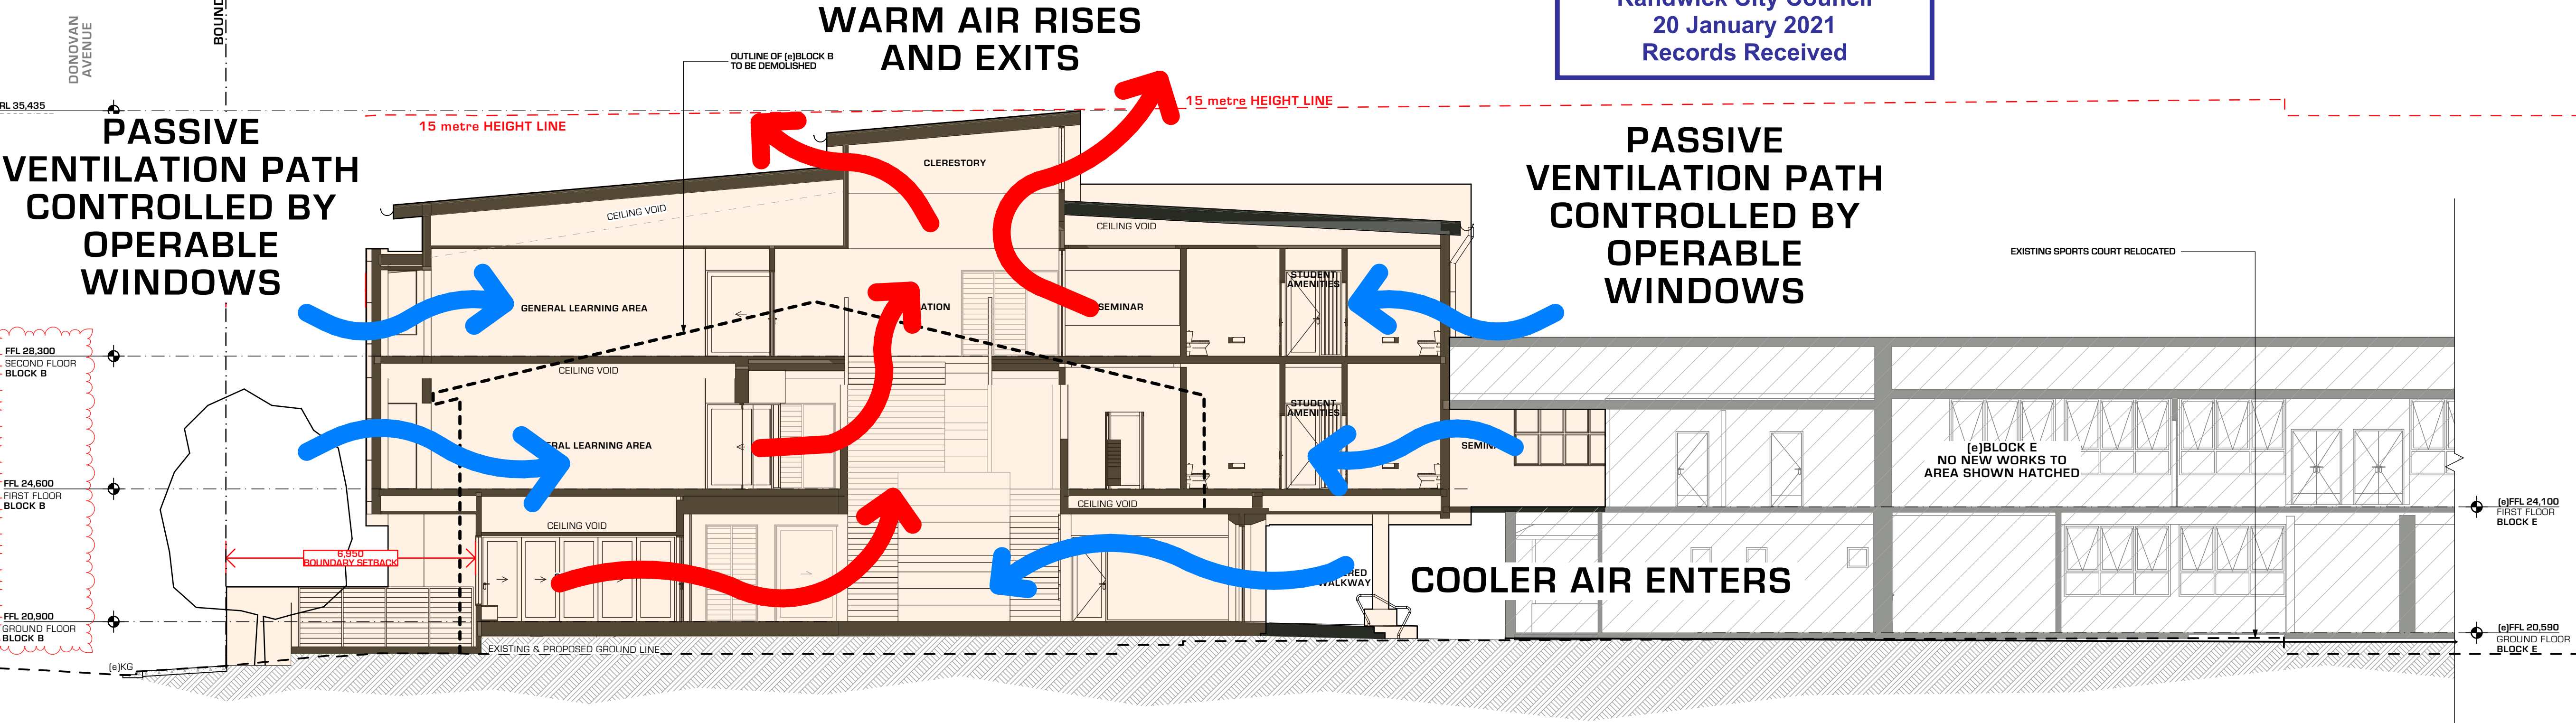 DONOVAN
AVENUE
BOUND
WARM AIR RISES
AND EXITS
Randwick City Council
20 January 2021
Records Received
OUTLINE OF (e)BLOCK B
TO BE DEMOLISHED
RL 35,435
15 metre HEIGHT LINE
15 metre HEIGHT LINE
PASSIVE
VENTILATION PATH
CONTROLLED BY
OPERABLE
WINDOWS
PASSIVE
VENTILATION PATH
CONTROLLED BY
OPERABLE
WINDOWS
CLERESTORY
CEILING VOID
CEILING VOID
EXISTING SPORTS COURT RELOCATED
GENERAL LEARNING AREA
ATION
SEMINAR
STUDENT
AMENITIES
FFL 28,300
SECOND FLOOR
BLOCK B
CEILING VOID
STUDENT
AMENITIES
ERAL LEARNING AREA
SEMIN
(e)BLOCK E
NO NEW WORKS TO
AREA SHOWN HATCHED
FFL 24,600
FIRST FLOOR
BLOCK B
CEILING VOID
CEILING VOID
(e)FFL 24,100
FIRST FLOOR
BLOCK E
6,950
BOUNDARY SETBACK
ERED
WALKWAY
COOLER AIR ENTERS
FFL 20,900
GROUND FLOOR
BLOCK B
(e)FFL 20,590
GROUND FLOOR
BLOCK E
EXISTING & PROPOSED GROUND LINE
(e)KG